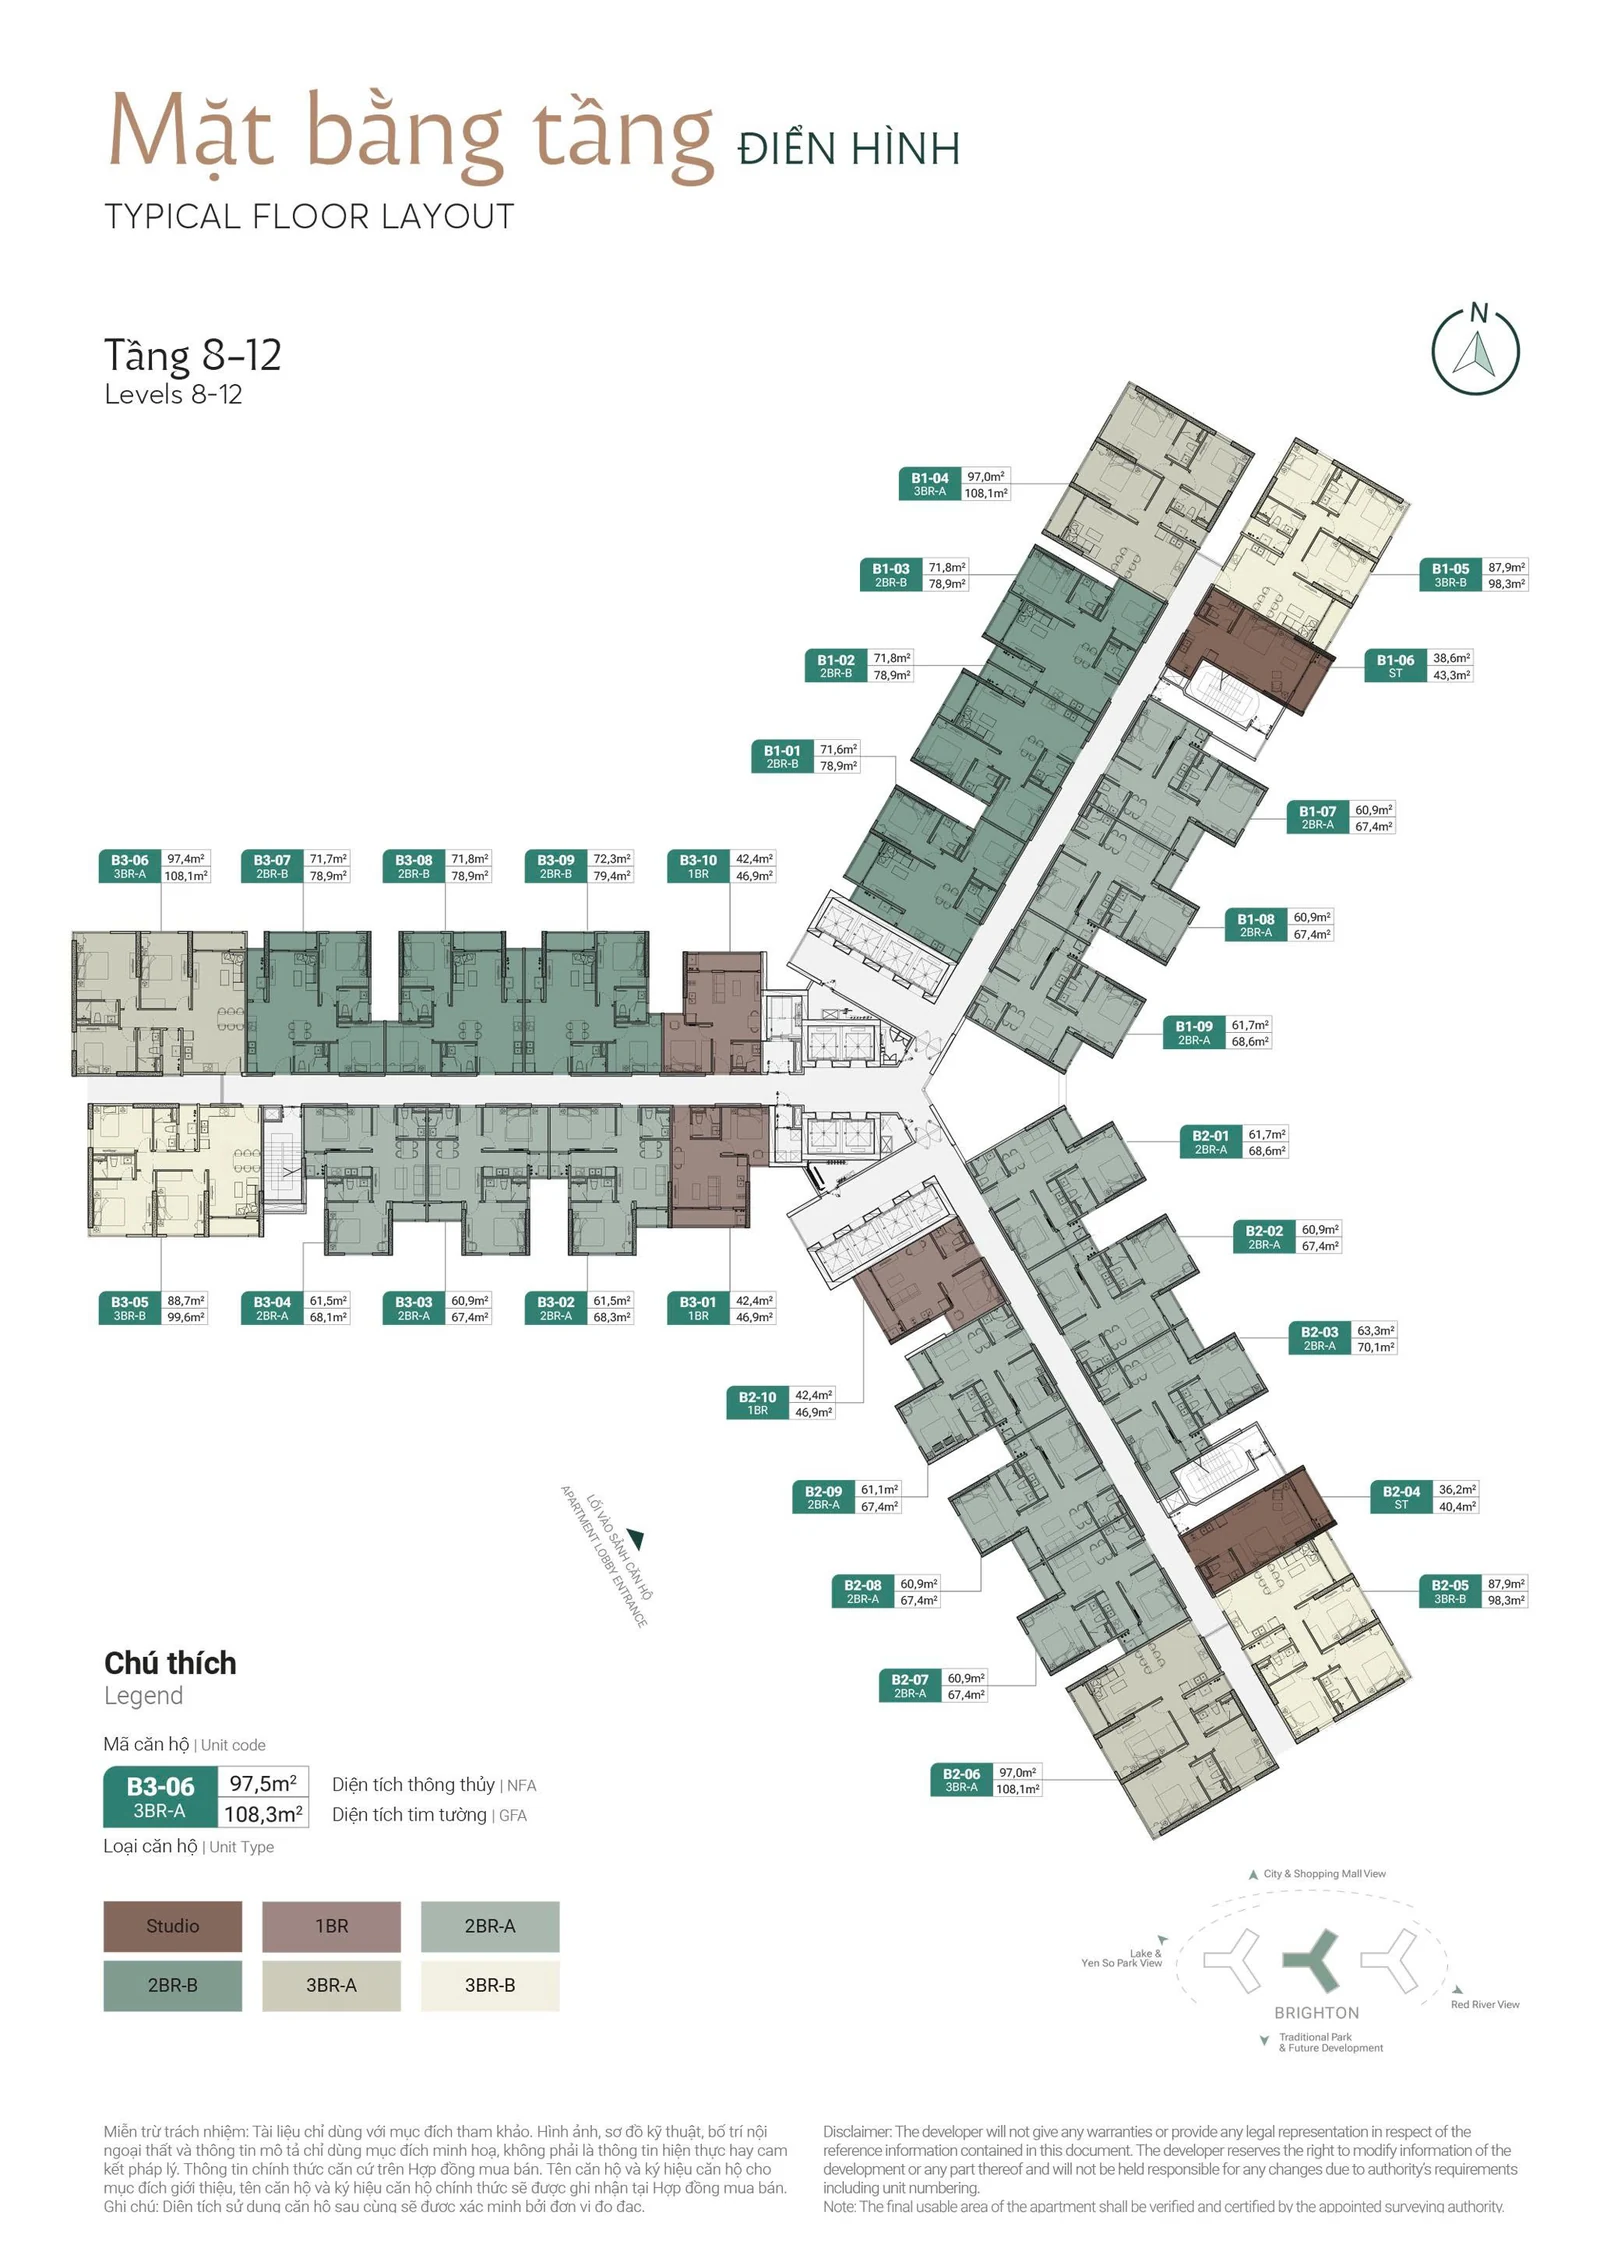 Mặt bằng tầng ĐIỂN HÌNH
TYPICAL FLOOR LAYOUT
N
Tầng 8-12
Levels 8-12
B1-04 97,0m²
3BR-A 108,1m²
B1-03 71,8m²
2BR-B 78,9m²
B1-05 87,9m²
3BR-B 98,3m²
B1-02 71,8m²
2BR-B 78,9m²
B1-06 38,6m²
ST 43,3m²
B1-01 71,6m²
2BR-B 78,9m²
B1-07 60,9m²
2BR-A 67,4m²
B3-06 97,4m²
3BR-A 108,1m²
B3-07 71,7m²
2BR-B 78,9m²
B3-08 71,8m²
2BR-B 78,9m²
B3-09 72,3m²
2BR-B 79,4m²
B3-10 42,4m²
1BR 46,9m²
B1-08 60,9m²
2BR-A 67,4m²
B1-09 61,7m²
2BR-A 68,6m²
B2-01 61,7m²
2BR-A 68,6m²
B2-02 60,9m²
2BR-A 67,4m²
B3-05 88,7m²
3BR-B 99,6m²
B3-04 61,5m²
2BR-A 68,1m²
B3-03 60,9m²
2BR-A 67,4m²
B3-02 61,5m²
2BR-A 68,3m²
B3-01 42,4m²
1BR 46,9m²
B2-03 63,3m²
2BR-A 70,1m²
B2-10 42,4m²
1BR 46,9m²
B2-09 61,1m²
2BR-A 67,4m²
B2-04 36,2m²
ST 40,4m²
LỐI VÀO SẢNH CĂN HỘ
APARTMENT LOBBY ENTRANCE
B2-08 60,9m²
2BR-A 67,4m²
B2-05 87,9m²
3BR-B 98,3m²
B2-07 60,9m²
2BR-A 67,4m²
B2-06 97,0m²
3BR-A 108,1m²
Chú thích
Legend
Mã căn hộ | Unit code
B3-06 97,5m² Diện tích thông thủy | NFA
3BR-A 108,3m² Diện tích tim tường | GFA
Loại căn hộ | Unit Type
Studio 1BR 2BR-A
2BR-B 3BR-A 3BR-B
City & Shopping Mall View
Lake &
Yen So Park View
Red River View
BRIGHTON
Traditional Park
& Future Development
Miễn trừ trách nhiệm: Tài liệu chỉ dùng với mục đích tham khảo. Hình ảnh, sơ đồ kỹ thuật, bố trí nội
ngoại thất và thông tin mô tả chỉ dùng mục đích minh hoạ, không phải là thông tin hiện thực hay cam
kết pháp lý. Thông tin chính thức căn cứ trên Hợp đồng mua bán. Tên căn hộ và ký hiệu căn hộ cho
mục đích giới thiệu, tên căn hộ và ký hiệu căn hộ chính thức sẽ được ghi nhận tại Hợp đồng mua bán.
Ghi chú: Diện tích sử dụng căn hộ sau cùng sẽ được xác minh bởi đơn vị đo đạc.
Disclaimer: The developer will not give any warranties or provide any legal representation in respect of the
reference information contained in this document. The developer reserves the right to modify information of the
development or any part thereof and will not be held responsible for any changes due to authority's requirements
including unit numbering.
Note: The final usable area of the apartment shall be verified and certified by the appointed surveying authority.